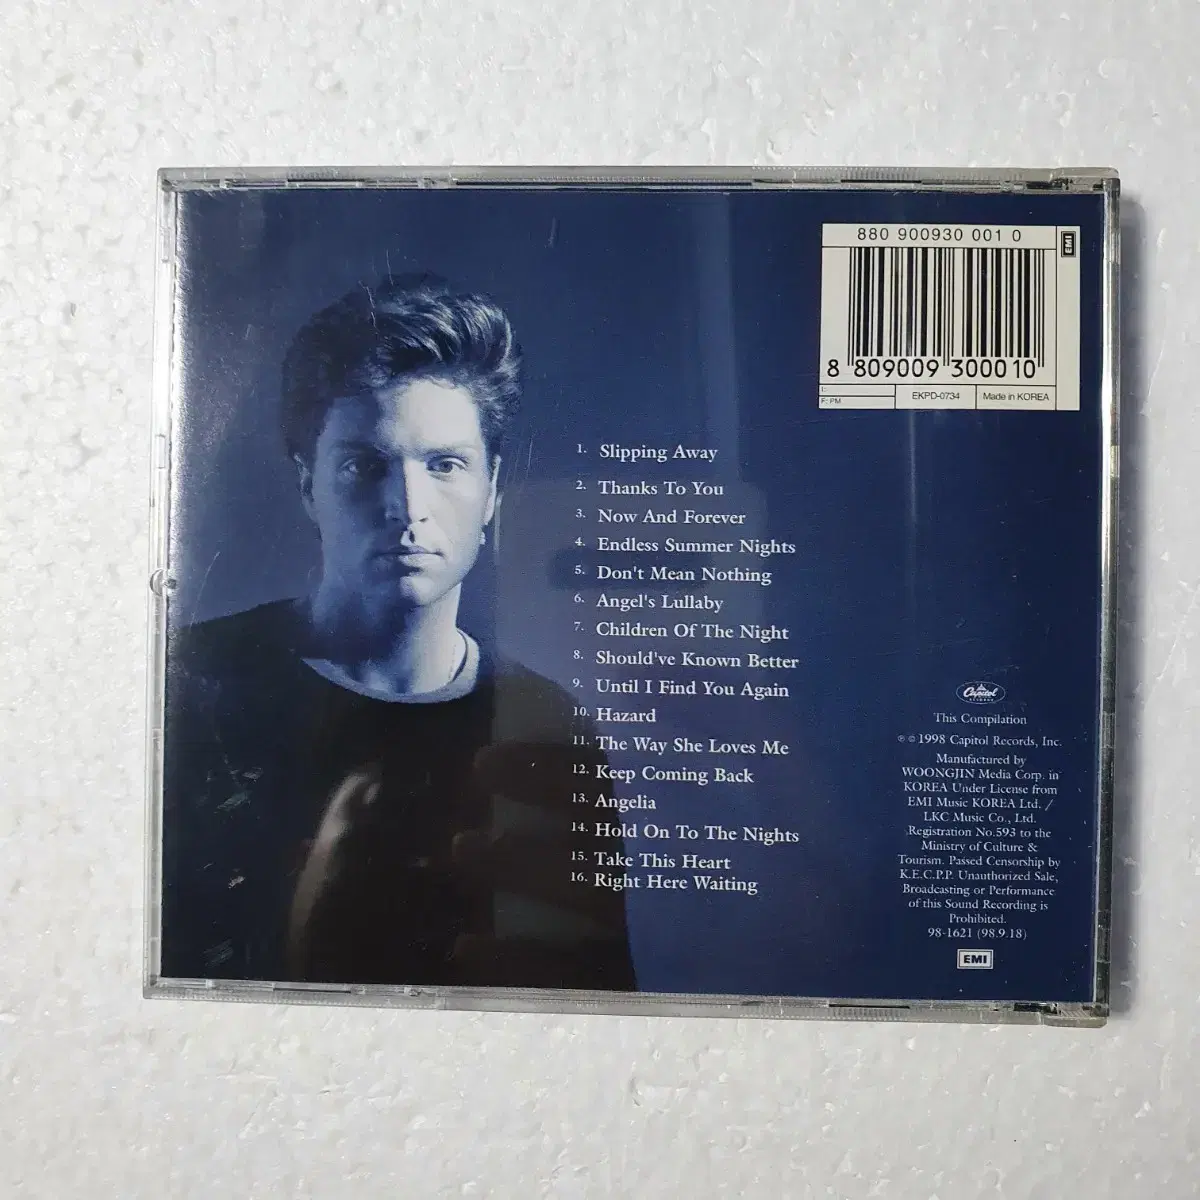 880 900930 001 0
EMI
8 809009 300010
I:
F: PM
EKPD-0734
Made in KOREA
1. Slipping Away
2. Thanks To You
3. Now And Forever
4. Endless Summer Nights
5. Don't Mean Nothing
6. Angel's Lullaby
7. Children Of The Night
8. Should've Known Better
9. Until I Find You Again
10. Hazard
11. The Way She Loves Me
12. Keep Coming Back
13. Angelia
14. Hold On To The Nights
15. Take This Heart
16. Right Here Waiting
Capitol
RECORDS
This Compilation
℗ © 1998 Capitol Records, Inc.
Manufactured by
WOONGJIN Media Corp. in
KOREA Under License from
EMI Music KOREA Ltd. /
LKC Music Co., Ltd.
Registration No.593 to the
Ministry of Culture &
Tourism. Passed Censorship by
K.E.C.P.P. Unauthorized Sale,
Broadcasting or Performance
of this Sound Recording is
Prohibited.
98-1621 (98.9.18)
EMI